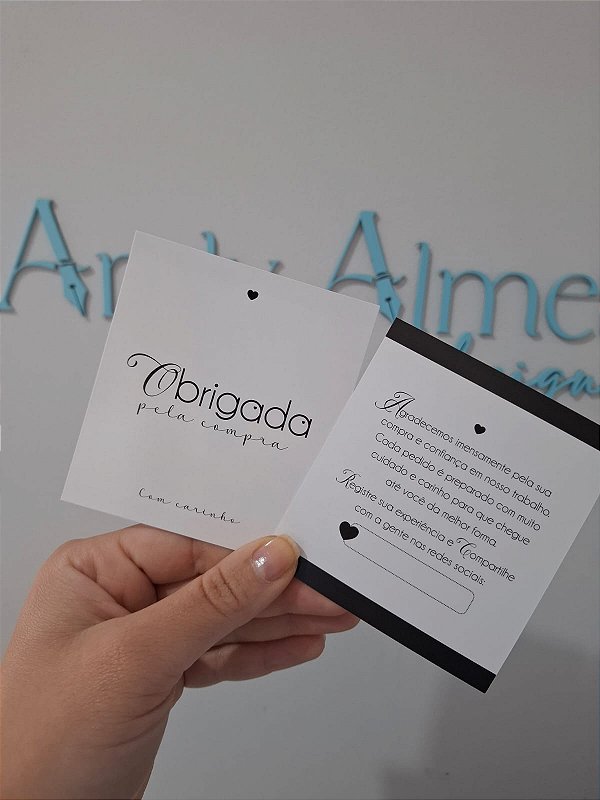 Almei
Obrigada
pela compra
Com carinho
Agradecemos imensamente pela sua
compra e confiança em nosso trabalho.
Cada pedido é preparado com muito
cuidado e carinho para que chegue
até você da melhor forma.
Registre sua experiência e Compartilhe
com a gente nas redes sociais: